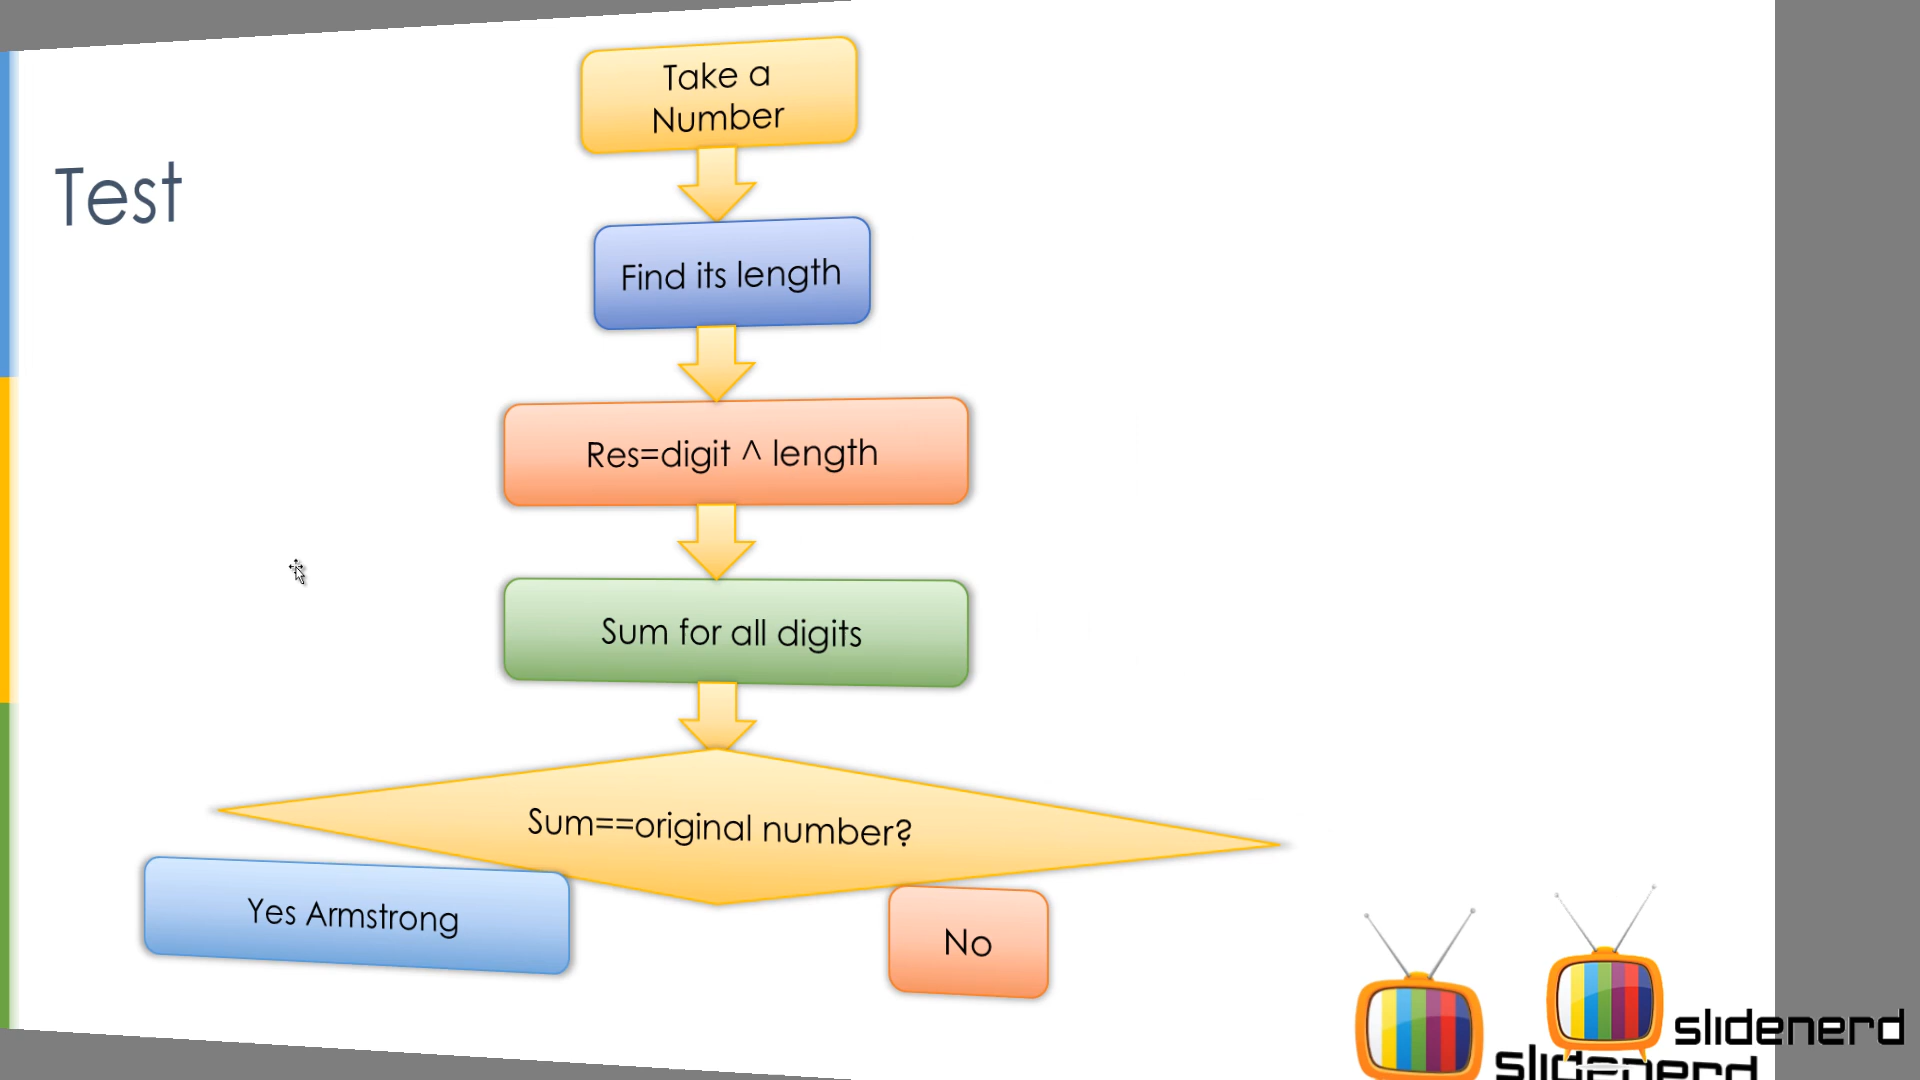 Take a
Number
Test
Find its length
Res=digit ^ length
Sum for all digits
Sum==original number?
Yes Armstrong
No
slidenerd
slidenerd